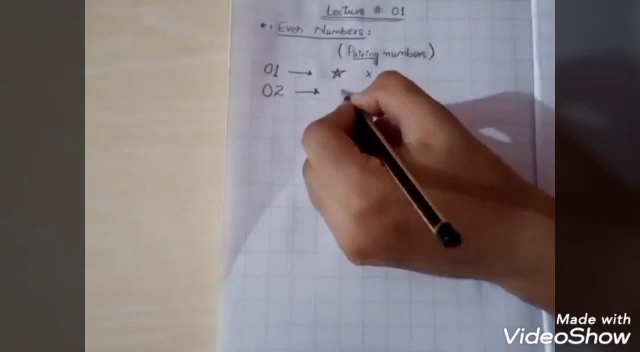 Lecture # 01
*: Even Numbers:
(Pairing numbers)
01 → ☆ ×
02 →
Made with
VideoShow